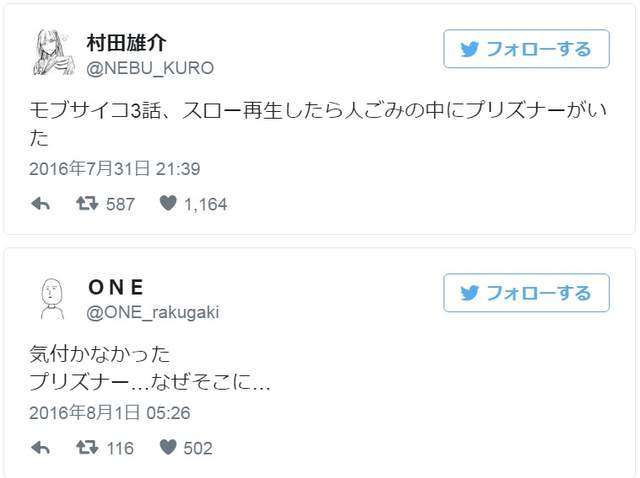 村田雄介
@NEBU_KURO
フォローする
モブサイコ3話、スロー再生したら人ごみの中にプリズナーがい
た
2016年7月31日 21:39
587 1,164
ＯＮＥ
@ONE_rakugaki
フォローする
気付かなかった
プリズナー…なぜそこに…
2016年8月1日 05:26
116 502